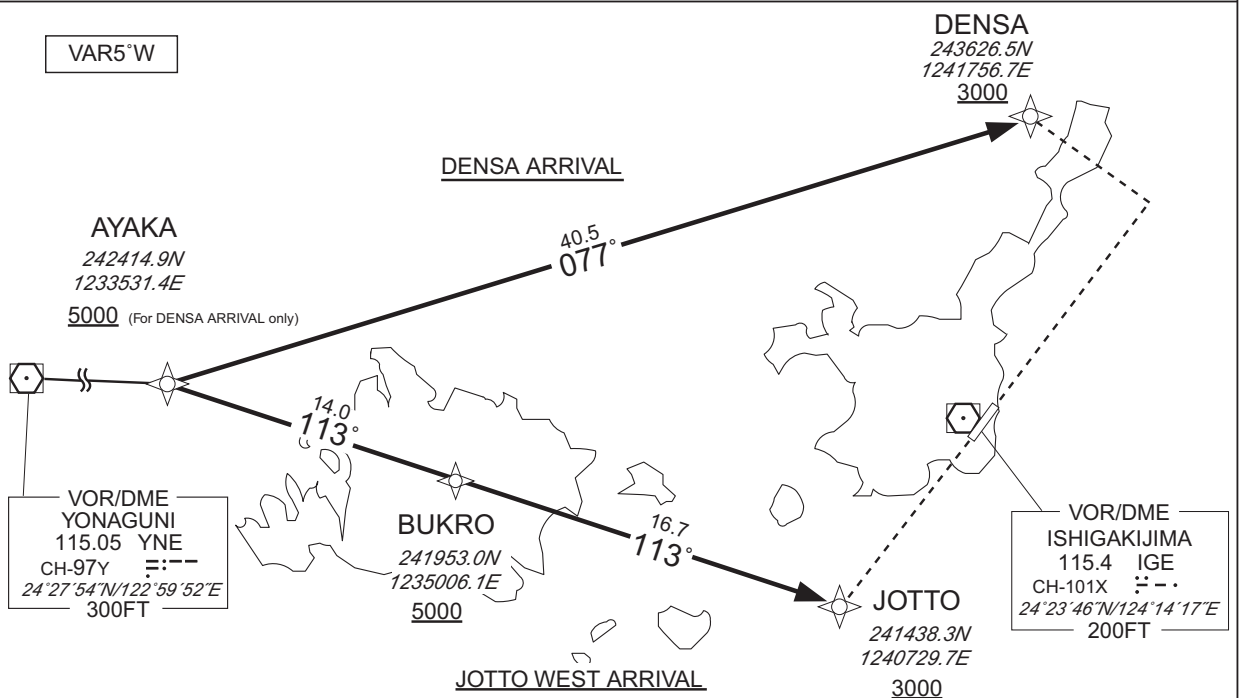 VAR5°W
DENSA
243626.5N
1241756.7E
3000
DENSA ARRIVAL
AYAKA
242414.9N
1233531.4E
5000 (For DENSA ARRIVAL only)
40.5
077°
14.0
113°
VOR/DME
YONAGUNI
115.05 YNE
CH-97Y
24°27´54˝N/122°59´52˝E
300FT
BUKRO
241953.0N
1235006.1E
5000
16.7
113°
JOTTO
241438.3N
1240729.7E
3000
VOR/DME
ISHIGAKIJIMA
115.4 IGE
CH-101X
24°23´46˝N/124°14´17˝E
200FT
JOTTO WEST ARRIVAL